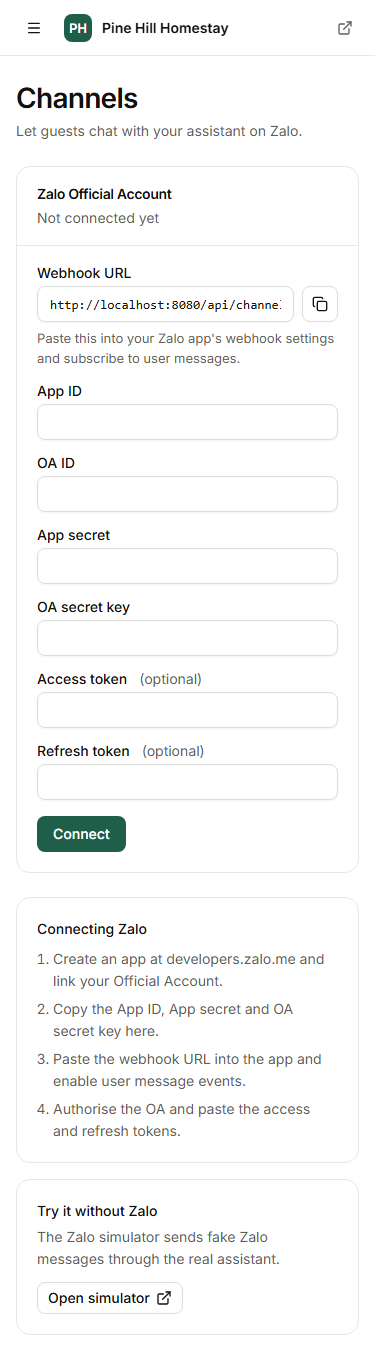 PH Pine Hill Homestay
Channels
Let guests chat with your assistant on Zalo.
Zalo Official Account
Not connected yet
Webhook URL
http://localhost:8080/api/channel
Paste this into your Zalo app's webhook settings
and subscribe to user messages.
App ID
OA ID
App secret
OA secret key
Access token (optional)
Refresh token (optional)
Connect
Connecting Zalo
1. Create an app at developers.zalo.me and
link your Official Account.
2. Copy the App ID, App secret and OA
secret key here.
3. Paste the webhook URL into the app and
enable user message events.
4. Authorise the OA and paste the access
and refresh tokens.
Try it without Zalo
The Zalo simulator sends fake Zalo
messages through the real assistant.
Open simulator